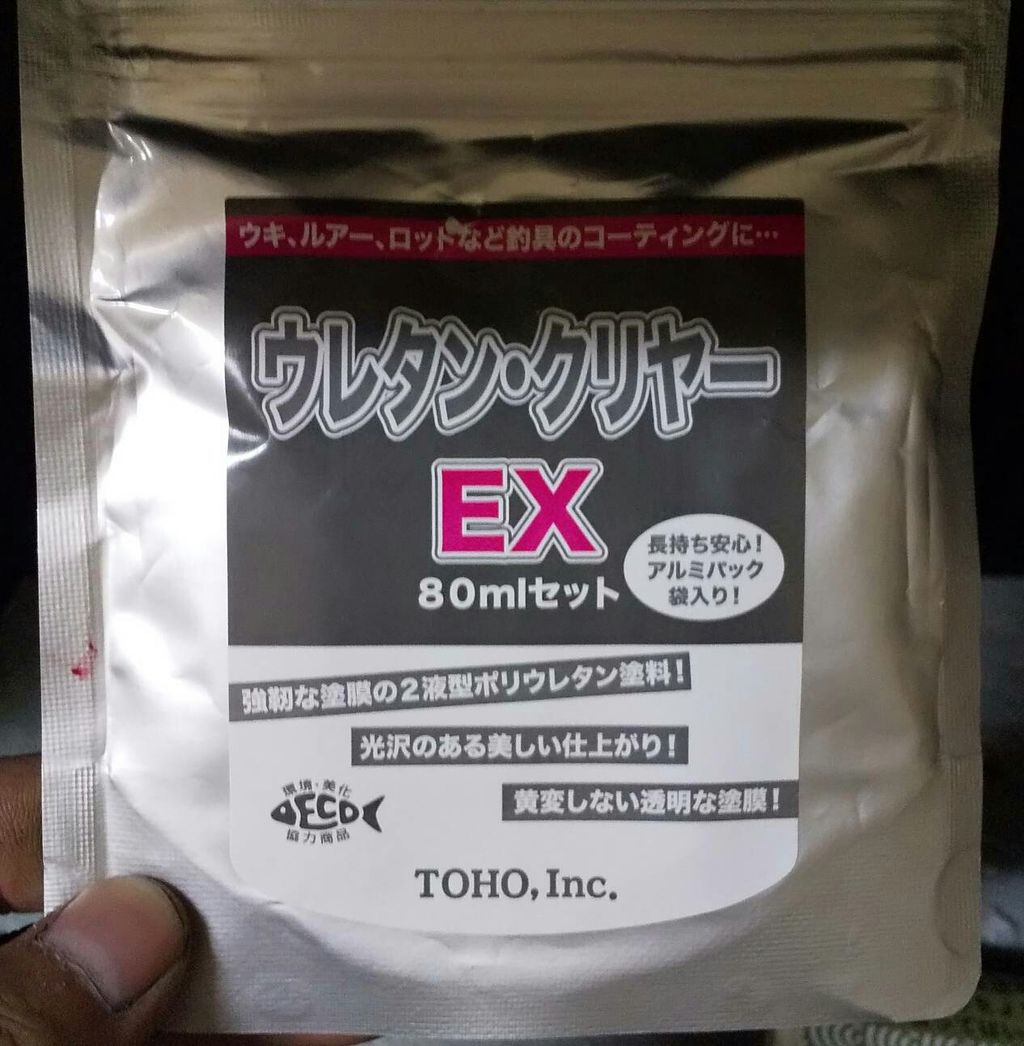 ウキ、ルアー、ロッドなど釣具のコーティングに…
ウレタン・クリヤー
EX
80mlセット
長持ち安心！
アルミパック
袋入り！
強靭な塗膜の2液型ポリウレタン塗料！
光沢のある美しい仕上がり！
黄変しない透明な塗膜！
環境・美化
ECO
協力商品
TOHO, Inc.